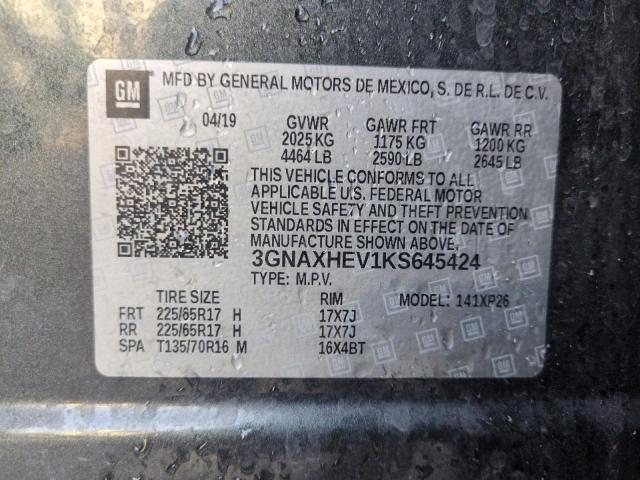 GM
MFD BY GENERAL MOTORS DE MEXICO, S. DE R.L. DE C.V.
04/19 GVWR GAWR FRT GAWR RR
2025 KG 1175 KG 1200 KG
4464 LB 2590 LB 2645 LB
THIS VEHICLE CONFORMS TO ALL
APPLICABLE U.S. FEDERAL MOTOR
VEHICLE SAFETY AND THEFT PREVENTION
STANDARDS IN EFFECT ON THE DATE OF
MANUFACTURE SHOWN ABOVE.
3GNAXHEV1KS645424
TYPE: M.P.V.
TIRE SIZE RIM MODEL: 141XP26
FRT 225/65R17 H 17X7J
RR 225/65R17 H 17X7J
SPA T135/70R16 M 16X4BT